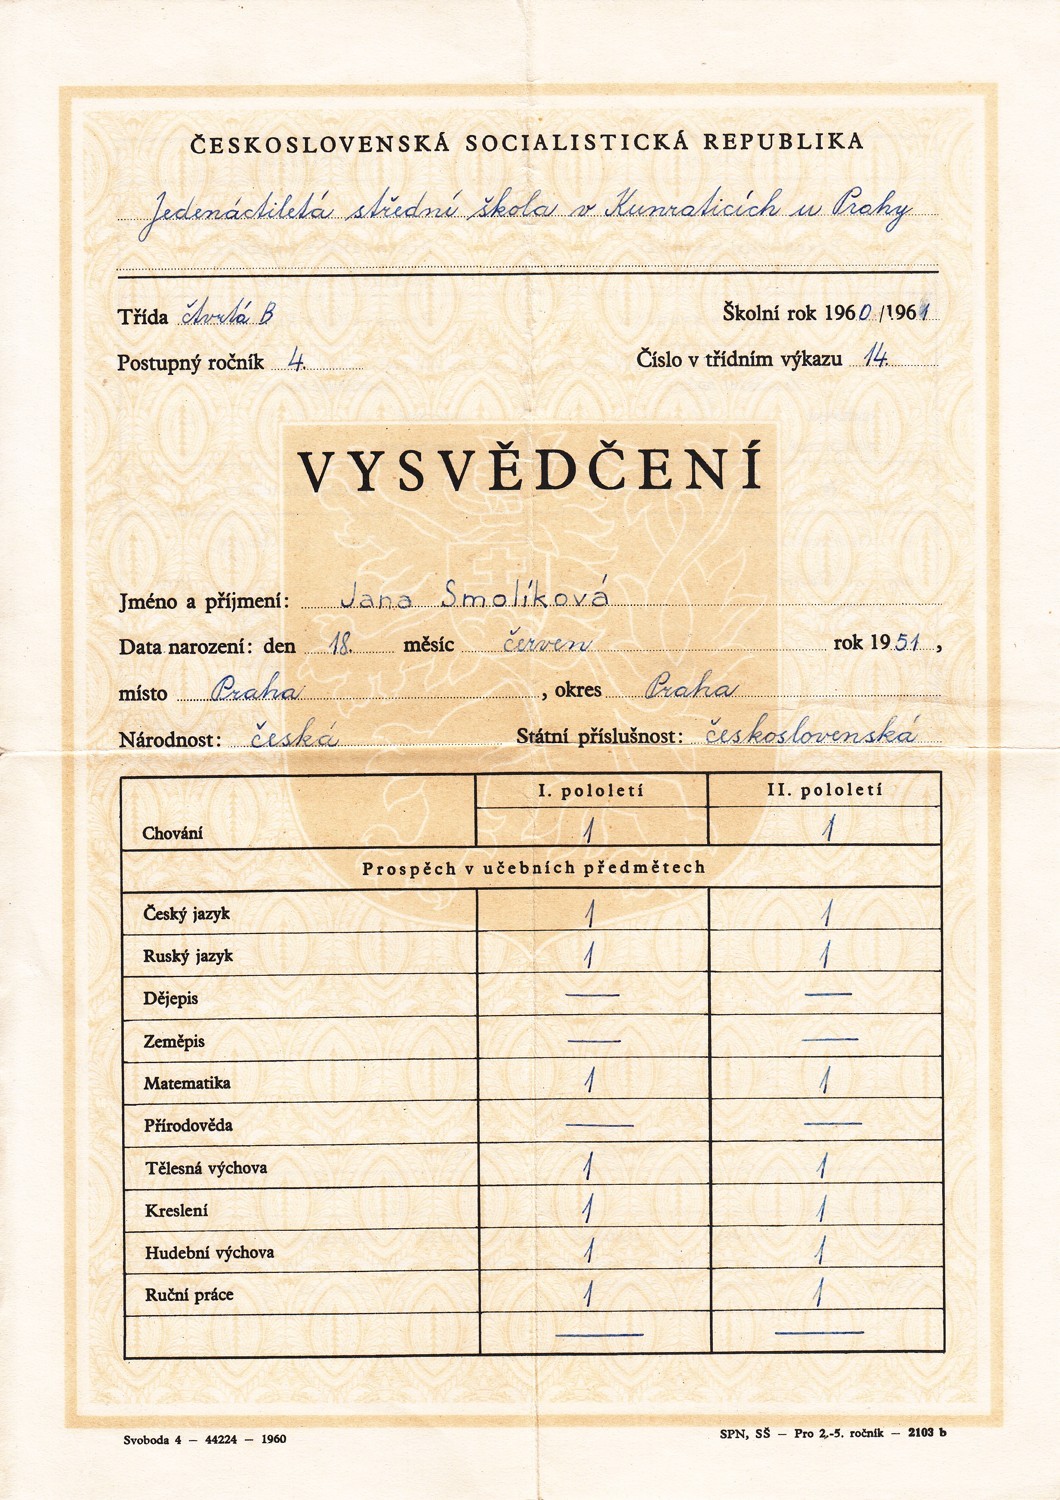 ČESKOSLOVENSKÁ SOCIALISTICKÁ REPUBLIKA
Jedenáctiletá střední škola v Kunraticích u Prahy
Třída čtvrtá B Školní rok 1960/1961
Postupný ročník 4. Číslo v třídním výkazu 14.
VYSVĚDČENÍ
Jméno a příjmení: Jana Smolíková
Data narození: den 18. měsíc červen rok 1951,
místo Praha, okres Praha
Národnost: česká Státní příslušnost: československá
I. pololetí II. pololetí
Chování 1 1
Prospěch v učebních předmětech
Český jazyk 1 1
Ruský jazyk 1 1
Dějepis — —
Zeměpis — —
Matematika 1 1
Přírodověda — —
Tělesná výchova 1 1
Kreslení 1 1
Hudební výchova 1 1
Ruční práce 1 1
— —
Svoboda 4 — 44224 — 1960 SPN, SŠ — Pro 2.-5. ročník — 2103 b